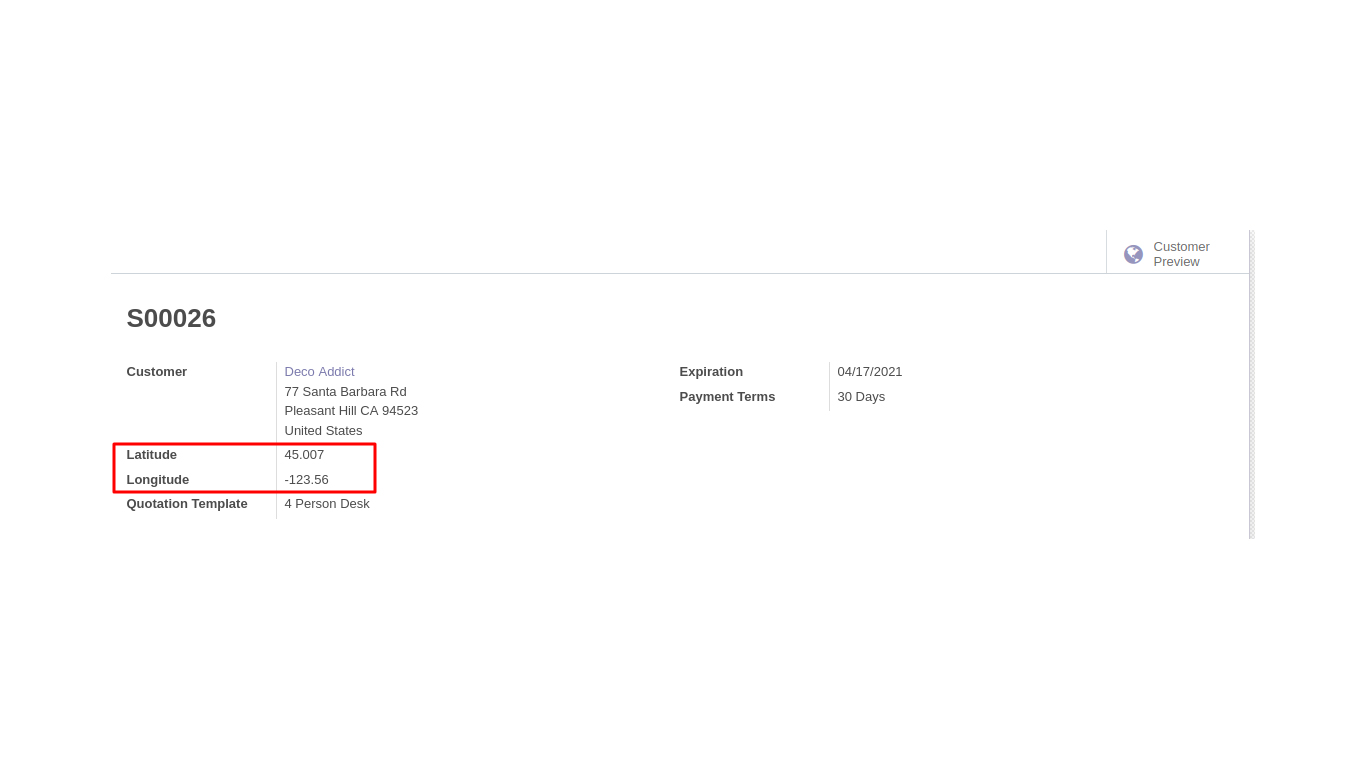 Customer
Preview
S00026
Customer
Deco Addict
77 Santa Barbara Rd
Pleasant Hill CA 94523
United States
Latitude
45.007
Longitude
-123.56
Quotation Template
4 Person Desk
Expiration
04/17/2021
Payment Terms
30 Days